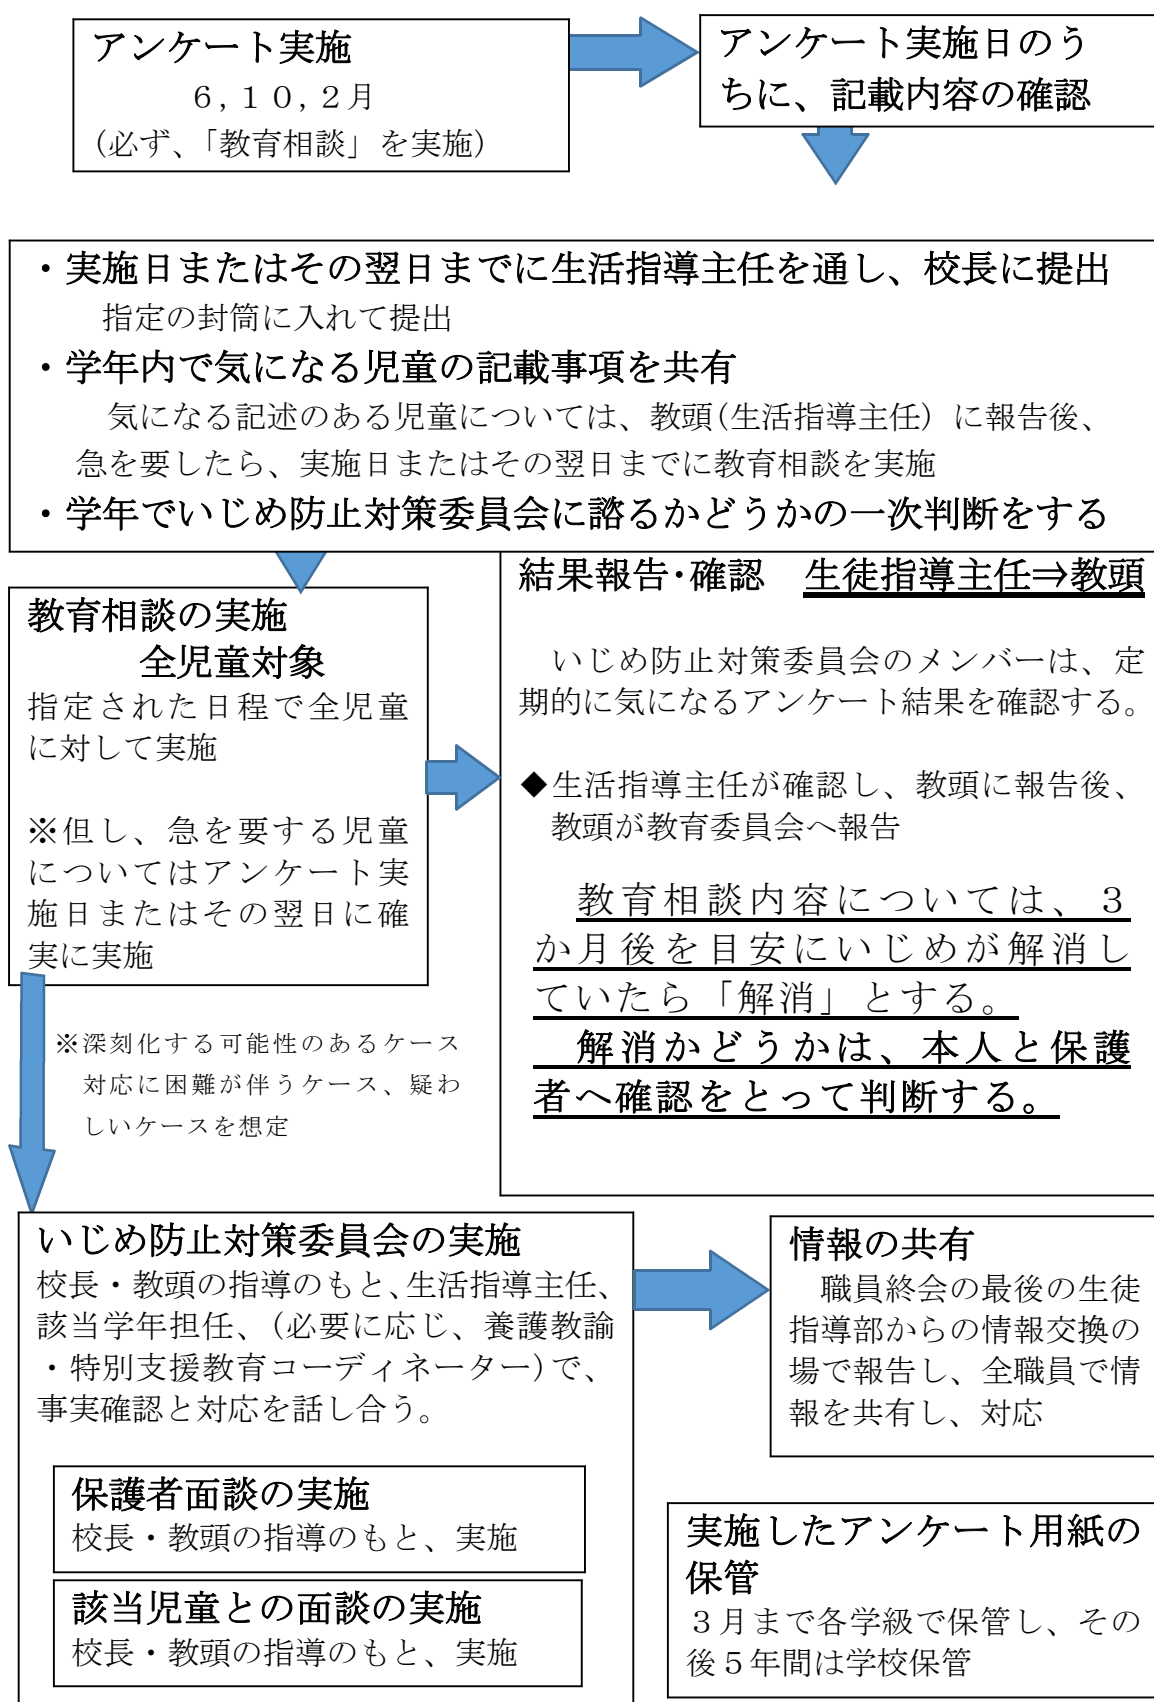 アンケート実施
６，１０，２月
（必ず、「教育相談」を実施）
アンケート実施日のう
ちに、記載内容の確認
・実施日またはその翌日までに生活指導主任を通し、校長に提出
指定の封筒に入れて提出
・学年内で気になる児童の記載事項を共有
気になる記述のある児童については、教頭（生活指導主任）に報告後、
急を要したら、実施日またはその翌日までに教育相談を実施
・学年でいじめ防止対策委員会に諮るかどうかの一次判断をする
教育相談の実施
全児童対象
指定された日程で全児童
に対して実施
※但し、急を要する児童
についてはアンケート実
施日またはその翌日に確
実に実施
結果報告・確認　生徒指導主任⇒教頭
いじめ防止対策委員会のメンバーは、定
期的に気になるアンケート結果を確認する。
◆生活指導主任が確認し、教頭に報告後、
教頭が教育委員会へ報告
教育相談内容については、３
か月後を目安にいじめが解消し
ていたら「解消」とする。
解消かどうかは、本人と保護
者へ確認をとって判断する。
※深刻化する可能性のあるケース
対応に困難が伴うケース、疑わ
しいケースを想定
いじめ防止対策委員会の実施
校長・教頭の指導のもと、生活指導主任、
該当学年担任、（必要に応じ、養護教諭
・特別支援教育コーディネーター）で、
事実確認と対応を話し合う。
保護者面談の実施
校長・教頭の指導のもと、実施
該当児童との面談の実施
校長・教頭の指導のもと、実施
情報の共有
職員終会の最後の生徒
指導部からの情報交換の
場で報告し、全職員で情
報を共有し、対応
実施したアンケート用紙の
保管
３月まで各学級で保管し、その
後５年間は学校保管